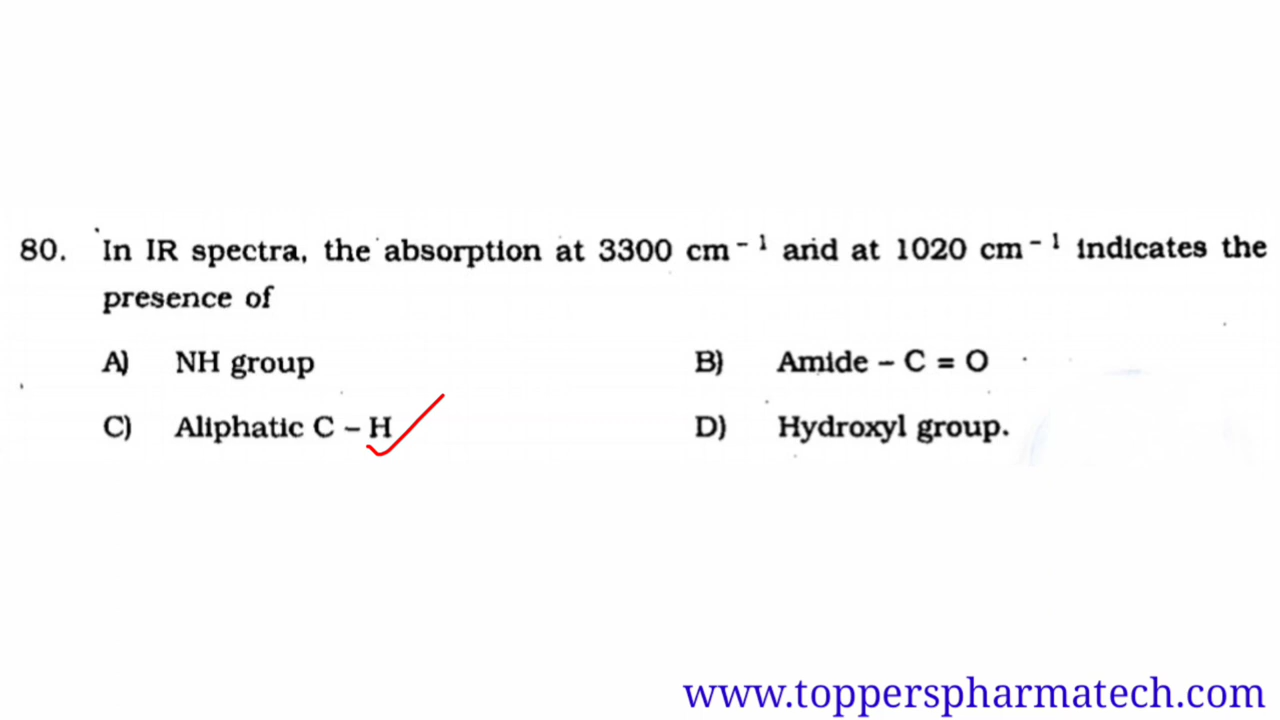 80. In IR spectra, the absorption at 3300 cm⁻¹ and at 1020 cm⁻¹ indicates the
presence of
A) NH group B) Amide – C = O
C) Aliphatic C – H D) Hydroxyl group.
www.topperspharmatech.com